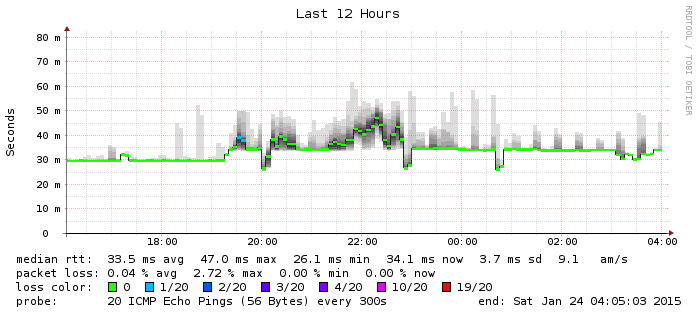 Last 12 Hours
RRDTOOL / TOBI OETIKER
Seconds
80 m
70 m
60 m
50 m
40 m
30 m
20 m
10 m
0
18:00 20:00 22:00 00:00 02:00 04:00
median rtt: 33.5 ms avg 47.0 ms max 26.1 ms min 34.1 ms now 3.7 ms sd 9.1 am/s
packet loss: 0.04 % avg 2.72 % max 0.00 % min 0.00 % now
loss color: 0 1/20 2/20 3/20 4/20 10/20 19/20
probe: 20 ICMP Echo Pings (56 Bytes) every 300s end: Sat Jan 24 04:05:03 2015